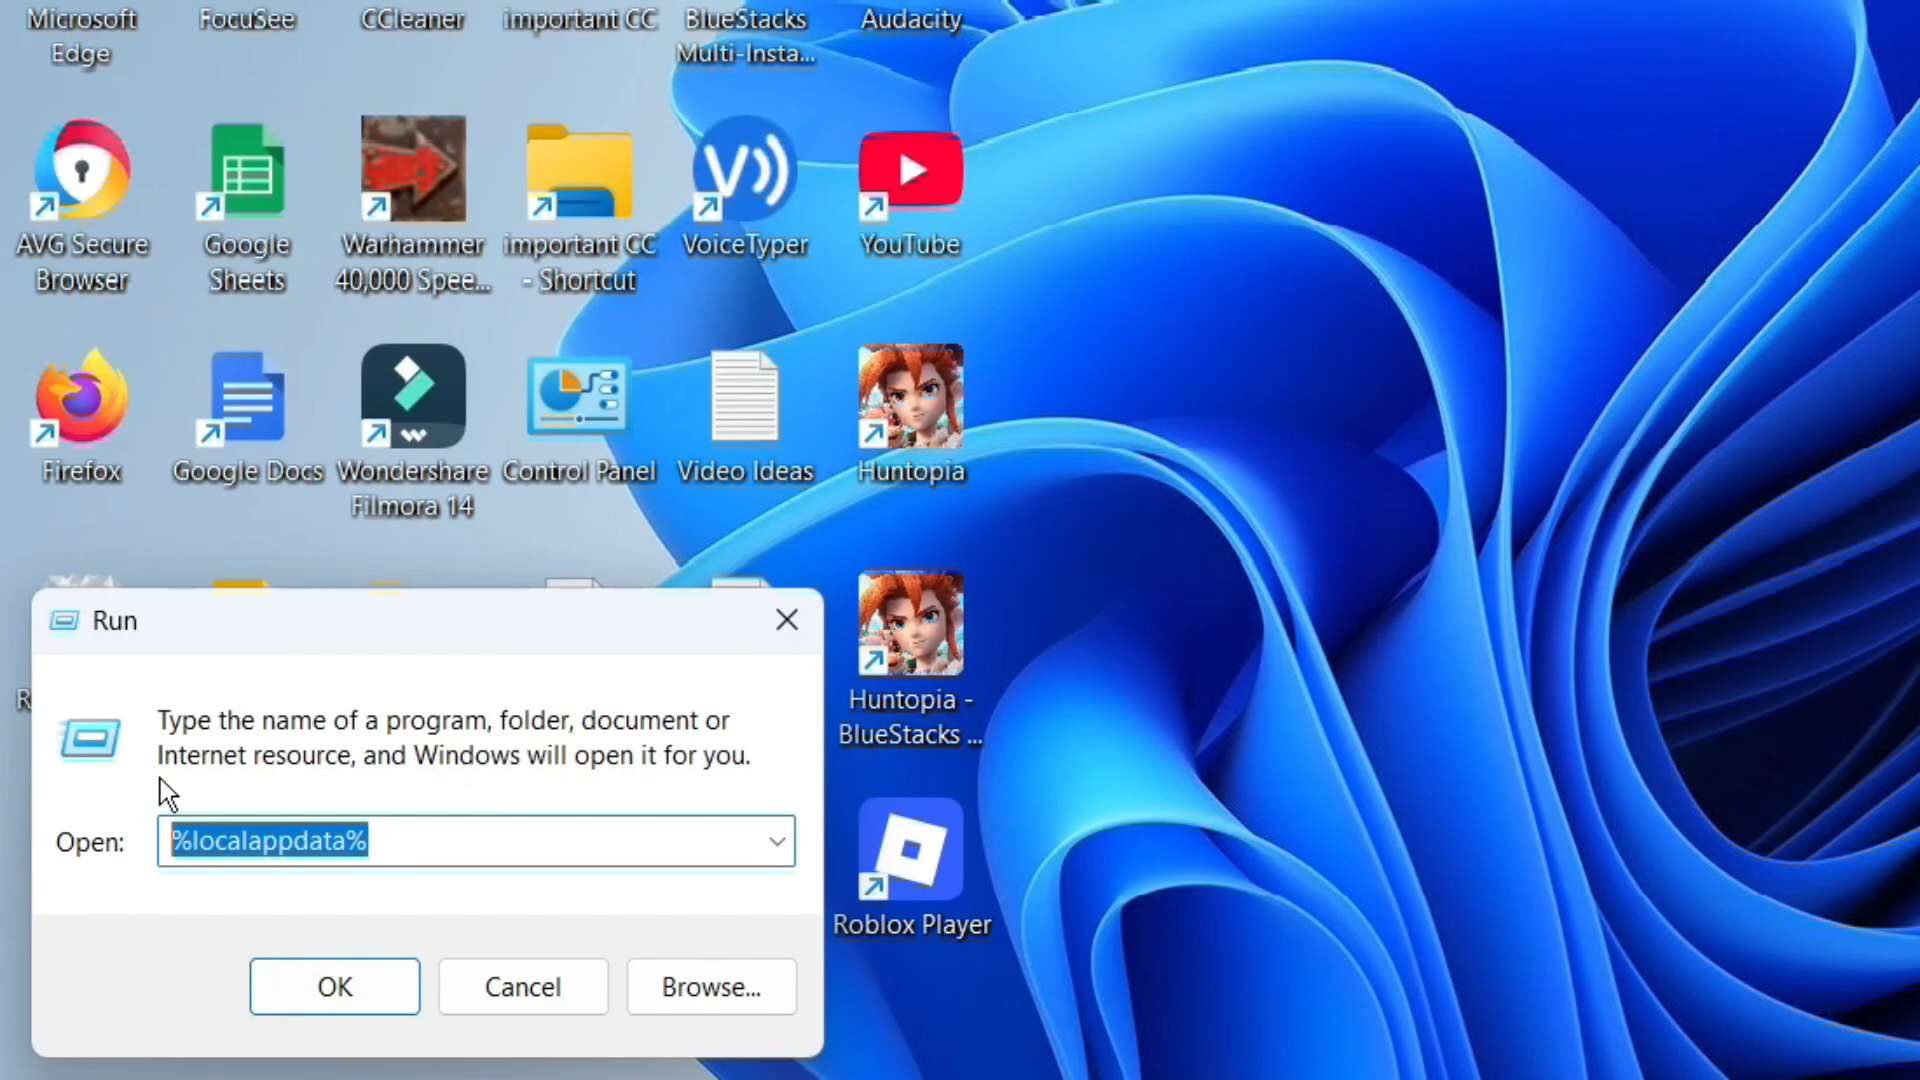 Microsoft
Edge
FocuSee
CCleaner
important CC
BlueStacks
Multi-Insta...
Audacity
AVG Secure
Browser
Google
Sheets
Warhammer
40,000 Spee...
important CC
- Shortcut
VoiceTyper
YouTube
Firefox
Google Docs
Wondershare
Filmora 14
Control Panel
Video Ideas
Huntopia
Huntopia -
BlueStacks ...
Roblox Player
Run
Type the name of a program, folder, document or
Internet resource, and Windows will open it for you.
Open:
%localappdata%
OK
Cancel
Browse...